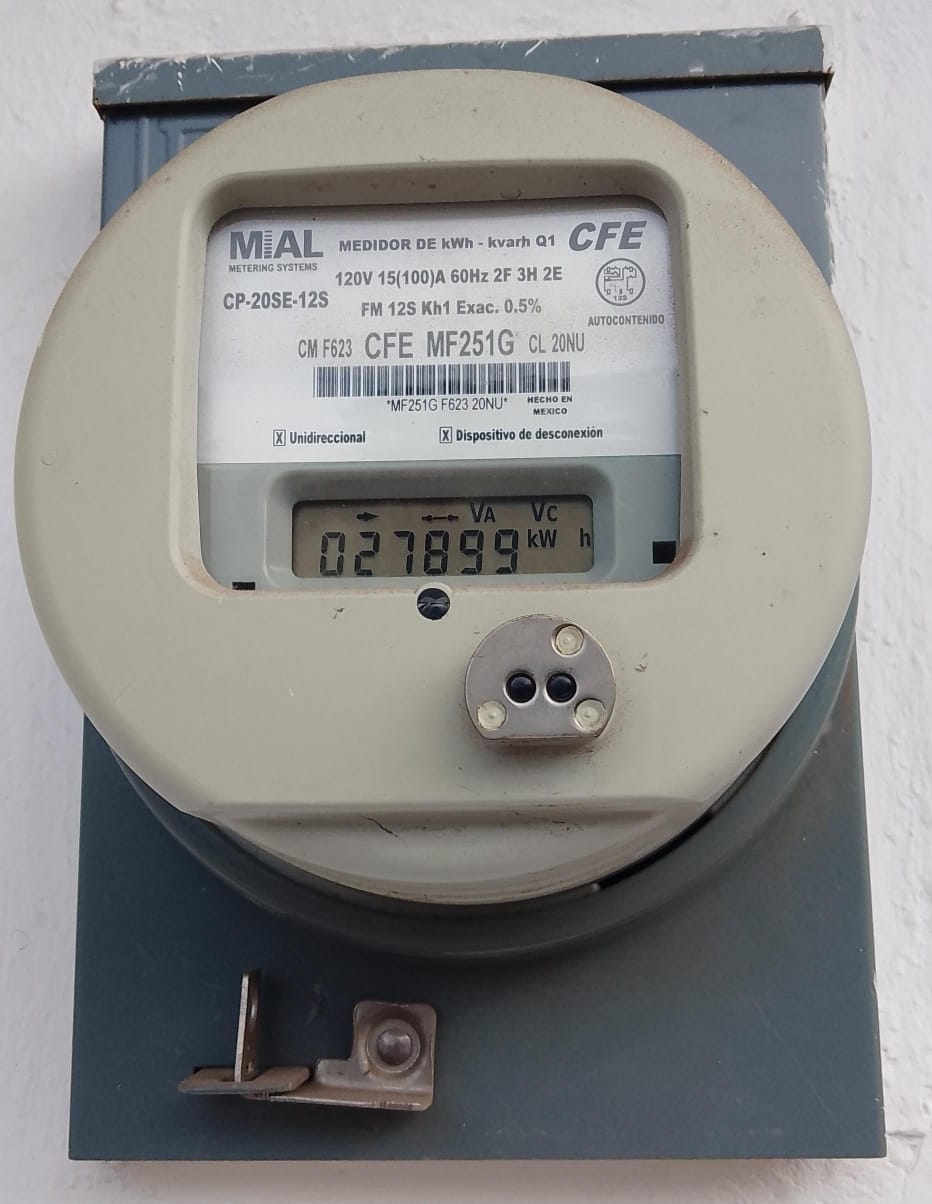 MIAL
METERING SYSTEMS
MEDIDOR DE kWh - kvarh Q1
CFE
CP-20SE-12S
120V 15(100)A 60Hz 2F 3H 2E
FM 12S Kh1 Exac. 0.5%
12S
AUTOCONTENIDO
CM F623 CFE MF251G CL 20NU
*MF251G F623 20NU*
HECHO EN
MEXICO
X Unidireccional
X Dispositivo de desconexión
VA VC
027899 kW h